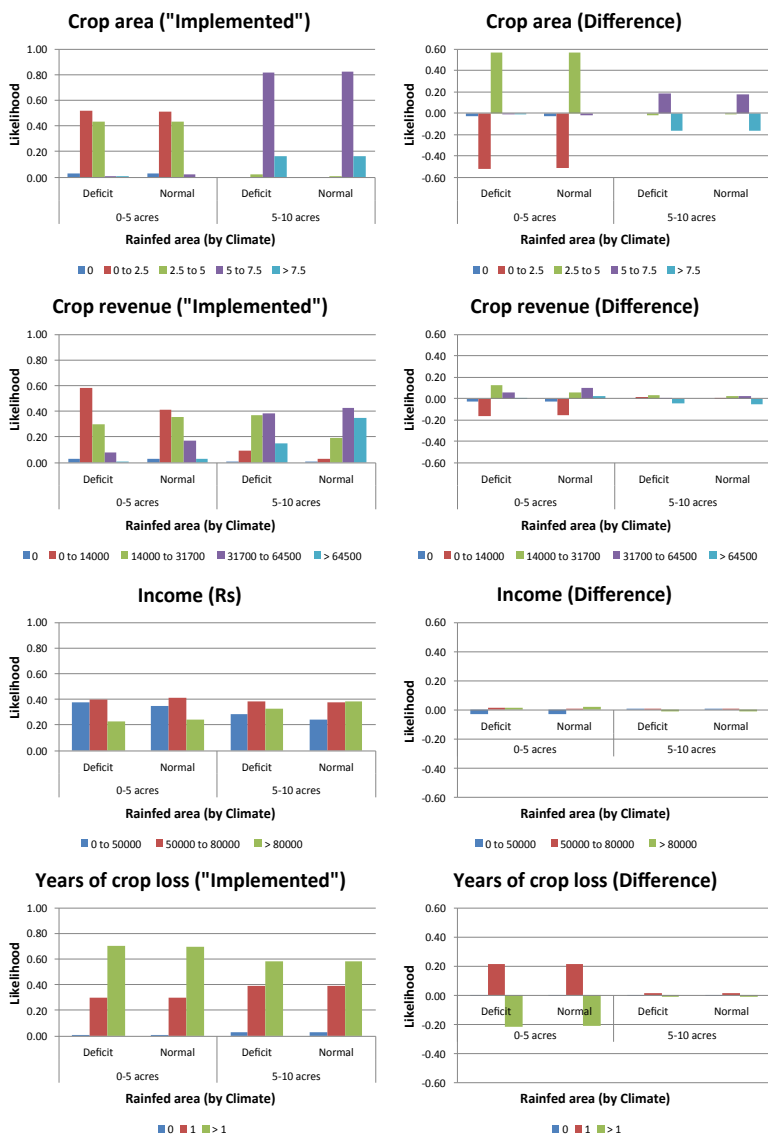 Crop area ("Implemented")
1.00
0.80
0.60
0.40
0.20
0.00
Likelihood
Deficit Normal Deficit Normal
0-5 acres 5-10 acres
Rainfed area (by Climate)
0 0 to 2.5 2.5 to 5 5 to 7.5 > 7.5
Crop area (Difference)
0.60
0.40
0.20
0.00
-0.20
-0.40
-0.60
Likelihood
Deficit Normal Deficit Normal
0-5 acres 5-10 acres
Rainfed area (by Climate)
0 0 to 2.5 2.5 to 5 5 to 7.5 > 7.5
Crop revenue ("Implemented")
1.00
0.80
0.60
0.40
0.20
0.00
Likelihood
Deficit Normal Deficit Normal
0-5 acres 5-10 acres
Rainfed area (by Climate)
0 0 to 14000 14000 to 31700 31700 to 64500 > 64500
Crop revenue (Difference)
0.60
0.40
0.20
0.00
-0.20
-0.40
-0.60
Likelihood
Deficit Normal Deficit Normal
0-5 acres 5-10 acres
Rainfed area (by Climate)
0 0 to 14000 14000 to 31700 31700 to 64500 > 64500
Income (Rs)
1.00
0.80
0.60
0.40
0.20
0.00
Likelihood
Deficit Normal Deficit Normal
0-5 acres 5-10 acres
Rainfed area (by Climate)
0 to 50000 50000 to 80000 > 80000
Income (Difference)
0.60
0.40
0.20
0.00
-0.20
-0.40
-0.60
Likelihood
Deficit Normal Deficit Normal
0-5 acres 5-10 acres
Rainfed area (by Climate)
0 to 50000 50000 to 80000 > 80000
Years of crop loss ("Implemented")
1.00
0.80
0.60
0.40
0.20
0.00
Likelihood
Deficit Normal Deficit Normal
0-5 acres 5-10 acres
Rainfed area (by Climate)
0 1 > 1
Years of crop loss (Difference)
0.60
0.40
0.20
0.00
-0.20
-0.40
-0.60
Likelihood
Deficit Normal Deficit Normal
0-5 acres 5-10 acres
Rainfed area (by Climate)
0 1 > 1